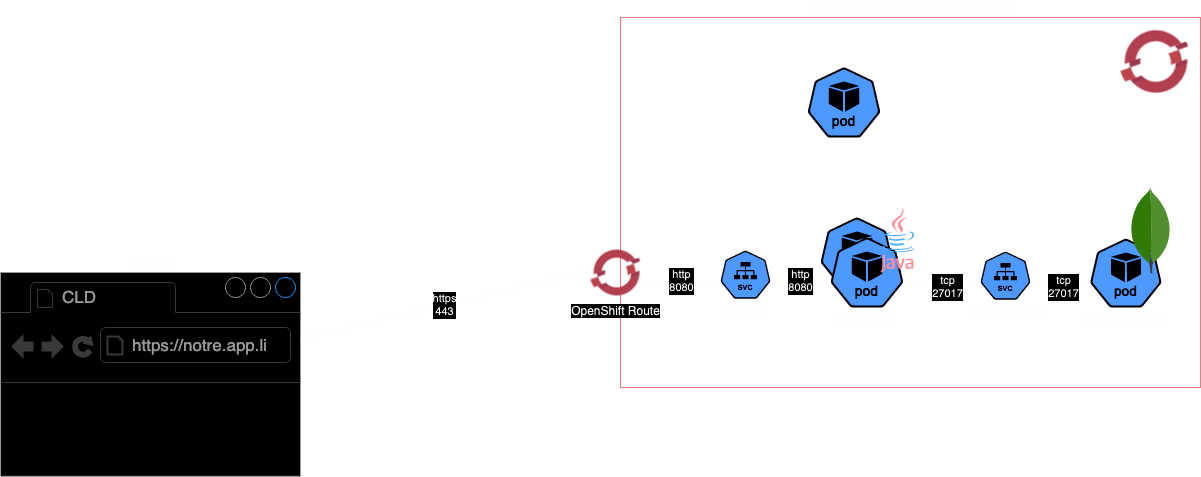 pod
Java
http
8080
svc
http
8080
pod
tcp
27017
svc
tcp
27017
pod
OpenShift Route
https
443
CLD
https://notre.app.li